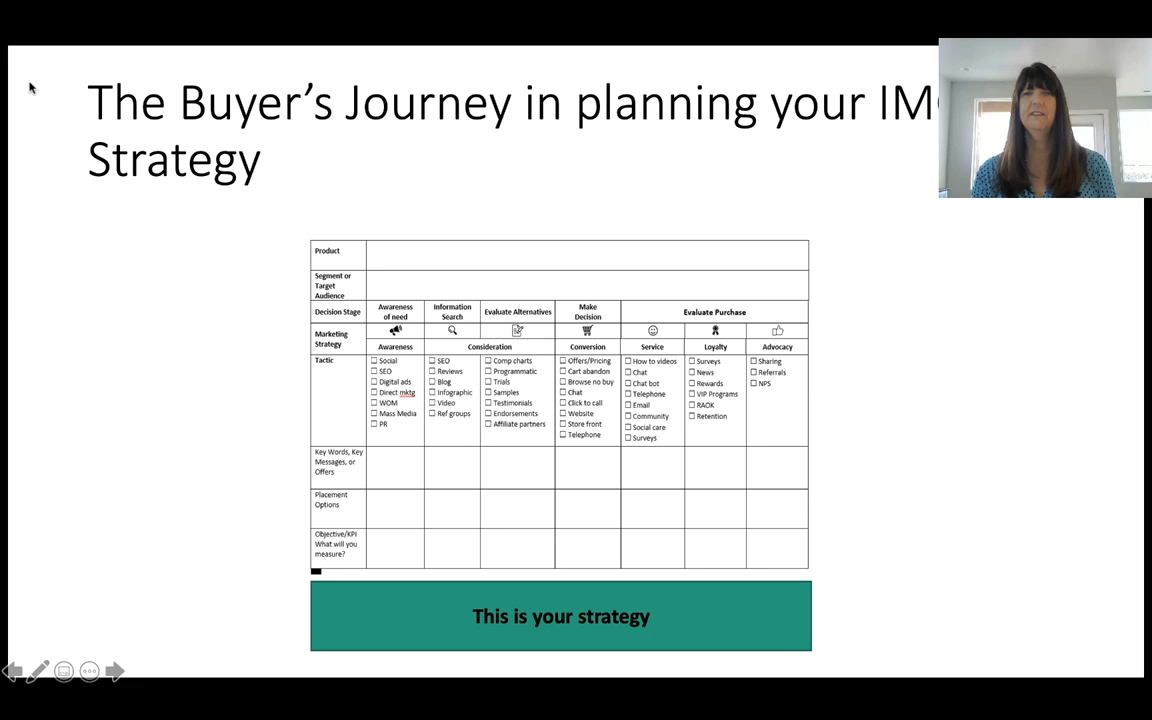 The Buyer's Journey in planning your IM
Strategy
Product
Segment or
Target
Audience
Decision Stage
Awareness
of need
Information
Search
Evaluate Alternatives
Make
Decision
Evaluate Purchase
Marketing
Strategy
Awareness
Consideration
Conversion
Service
Loyalty
Advocacy
Tactic
Social
SEO
Digital ads
Direct mktg
WOM
Mass Media
PR
SEO
Reviews
Blog
Infographic
Video
Ref groups
Comp charts
Programmatic
Trials
Samples
Testimonials
Endorsements
Affiliate partners
Offers/Pricing
Cart abandon
Browse no buy
Chat
Click to call
Website
Store front
Telephone
How to videos
Chat
Chat bot
Telephone
Email
Community
Social care
Surveys
Surveys
News
Rewards
VIP Programs
RAOK
Retention
Sharing
Referrals
NPS
Key Words, Key
Messages, or
Offers
Placement
Options
Objective/KPI
What will you
measure?
This is your strategy